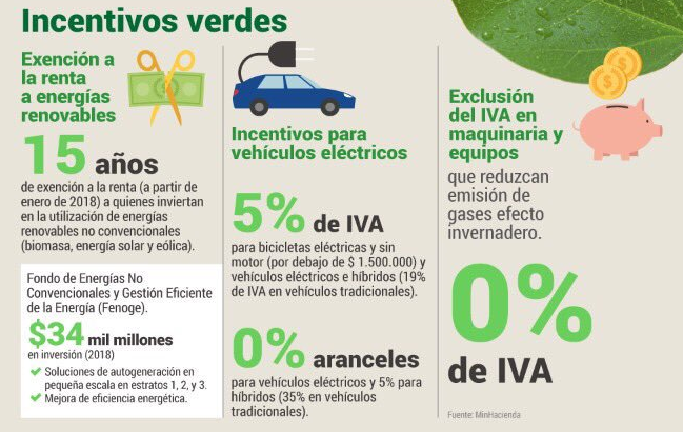 Incentivos verdes
Exención a
la renta
a energías
renovables
15 años
de exención a la renta (a partir de
enero de 2018) a quienes inviertan
en la utilización de energías
renovables no convencionales
(biomasa, energía solar y eólica).
Fondo de Energías No
Convencionales y Gestión Eficiente
de la Energía (Fenoge).
$34 mil millones
en inversión (2018)
✓ Soluciones de autogeneración en
pequeña escala en estratos 1, 2, y 3.
✓ Mejora de eficiencia energética.
Incentivos para
vehículos eléctricos
5% de IVA
para bicicletas eléctricas y sin
motor (por debajo de $ 1.500.000) y
vehículos eléctricos e híbridos (19%
de IVA en vehículos tradicionales).
0% aranceles
para vehículos eléctricos y 5% para
híbridos (35% en vehículos
tradicionales).
Exclusión
del IVA en
maquinaria y
equipos
que reduzcan
emisión de
gases efecto
invernadero.
0%
de IVA
Fuente: MinHacienda